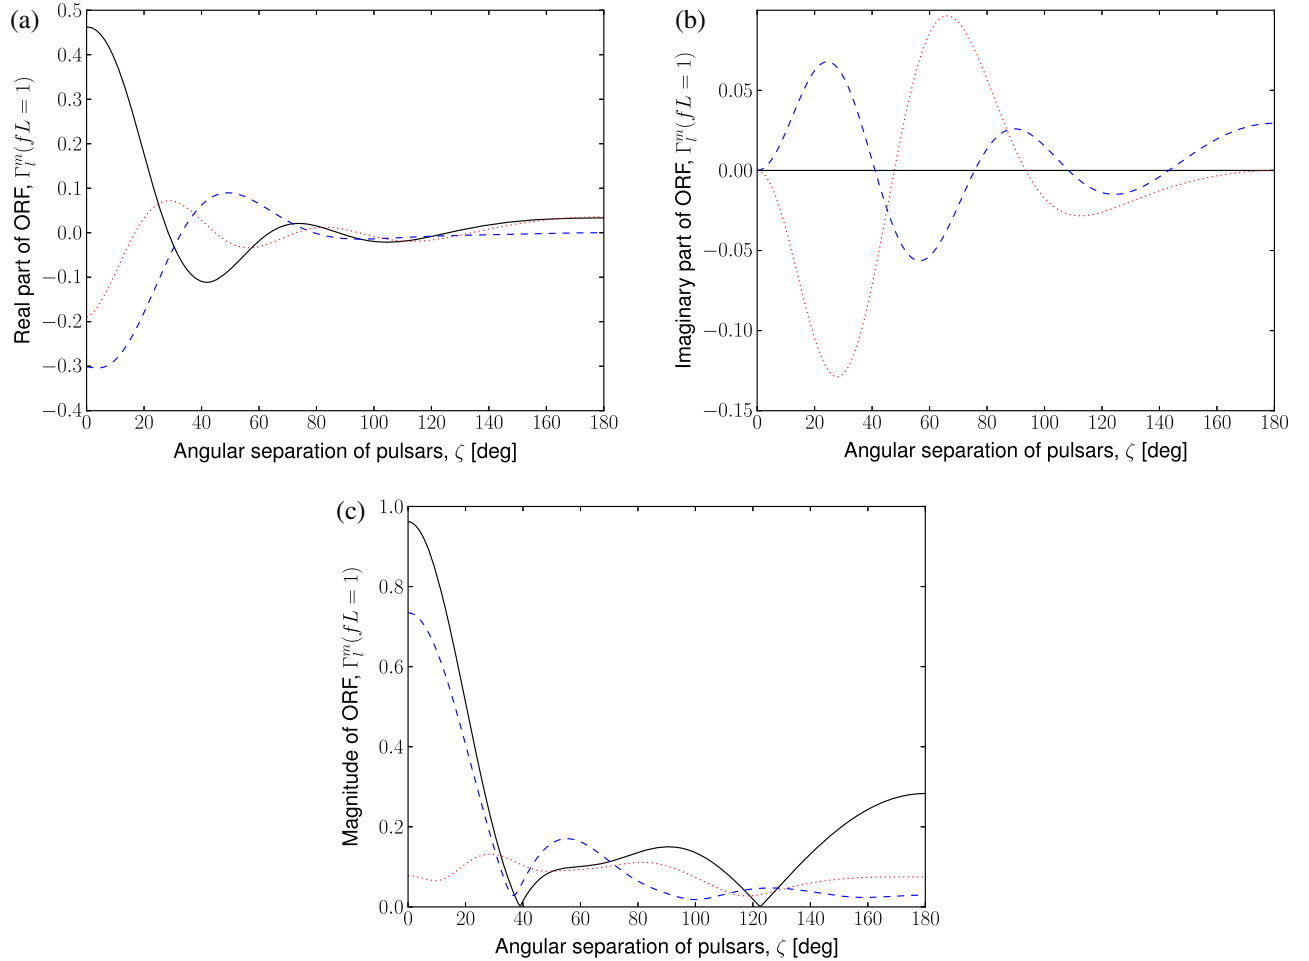 (a)
0.5
0.4
0.3
0.2
0.1
0.0
−0.1
−0.2
−0.3
−0.4
Real part of ORF, Γₗᵐ(fL = 1)
0 20 40 60 80 100 120 140 160 180
Angular separation of pulsars, ζ [deg]
(b)
0.05
0.00
−0.05
−0.10
−0.15
Imaginary part of ORF, Γₗᵐ(fL = 1)
0 20 40 60 80 100 120 140 160 180
Angular separation of pulsars, ζ [deg]
(c)
1.0
0.8
0.6
0.4
0.2
0.0
Magnitude of ORF, Γₗᵐ(fL = 1)
0 20 40 60 80 100 120 140 160 180
Angular separation of pulsars, ζ [deg]